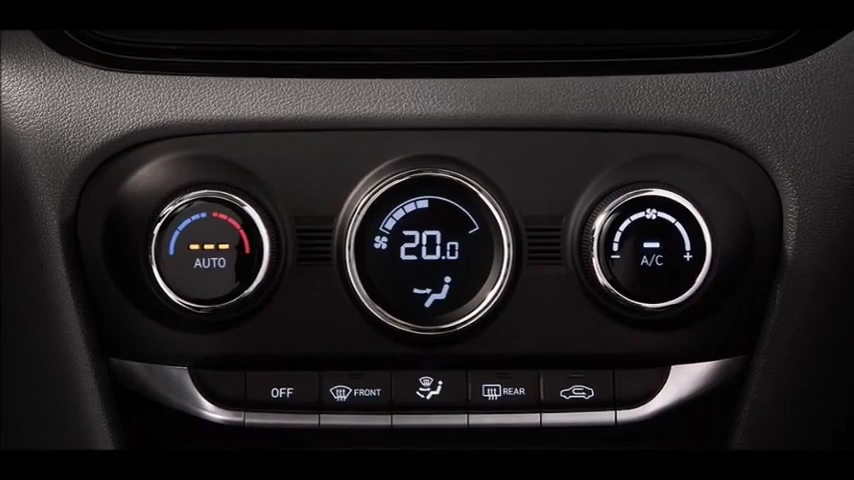 20.0
AUTO
- A/C +
OFF
FRONT
REAR